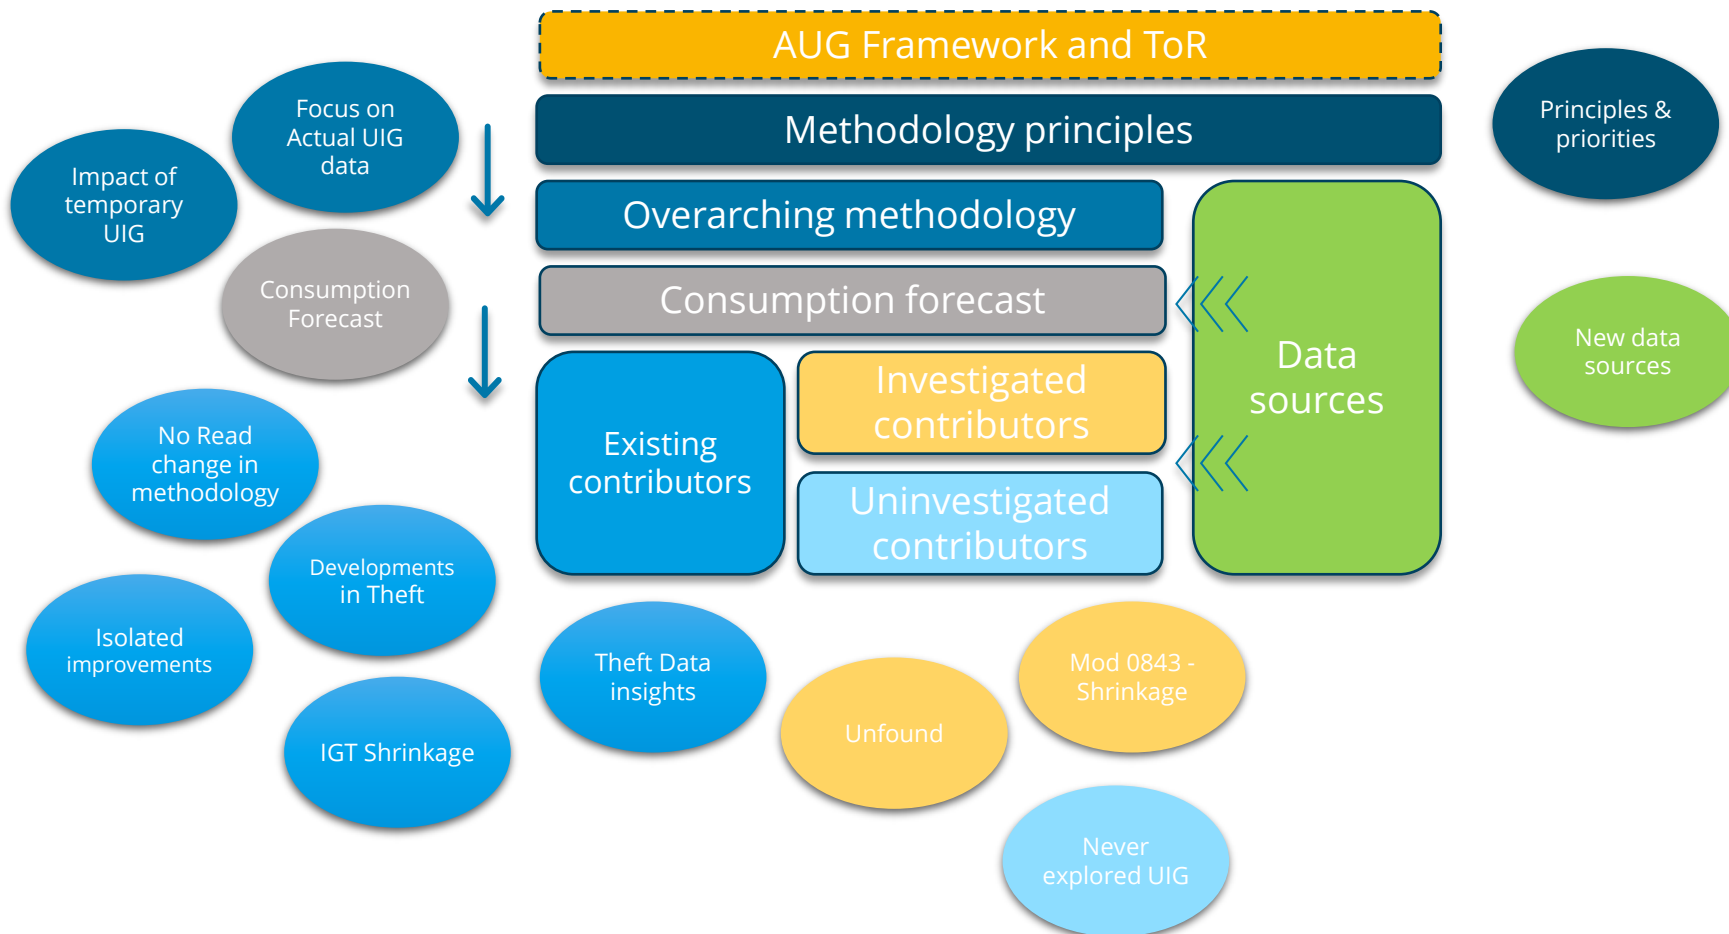 AUG Framework and ToR
Methodology principles
Overarching methodology
Consumption forecast
Existing
contributors
Investigated
contributors
Uninvestigated
contributors
Data
sources
Focus on
Actual UIG
data
Impact of
temporary
UIG
Consumption
Forecast
No Read
change in
methodology
Developments
in Theft
Isolated
improvements
IGT Shrinkage
Theft Data
insights
Unfound
Mod 0843 -
Shrinkage
Never
explored UIG
Principles &
priorities
New data
sources